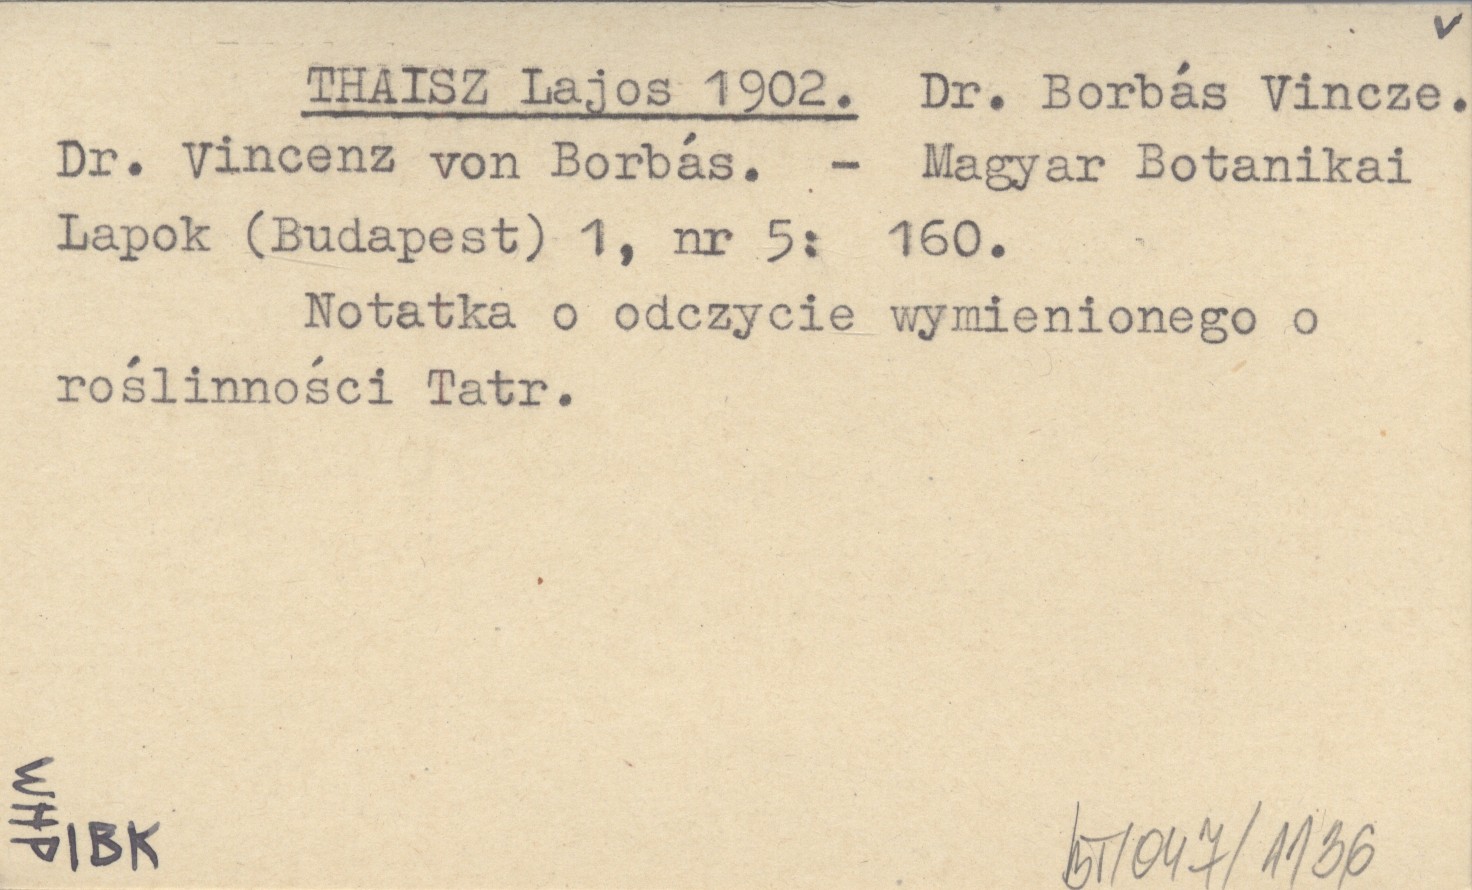 v
THAISZ Lajos 1902. Dr. Borbás Vincze.
Dr. Vincenz von Borbás. - Magyar Botanikai
Lapok (Budapest) 1, nr 5: 160.
Notatka o odczycie wymienionego o
roślinności Tatr.
WHP
IBK
BT/047/1136